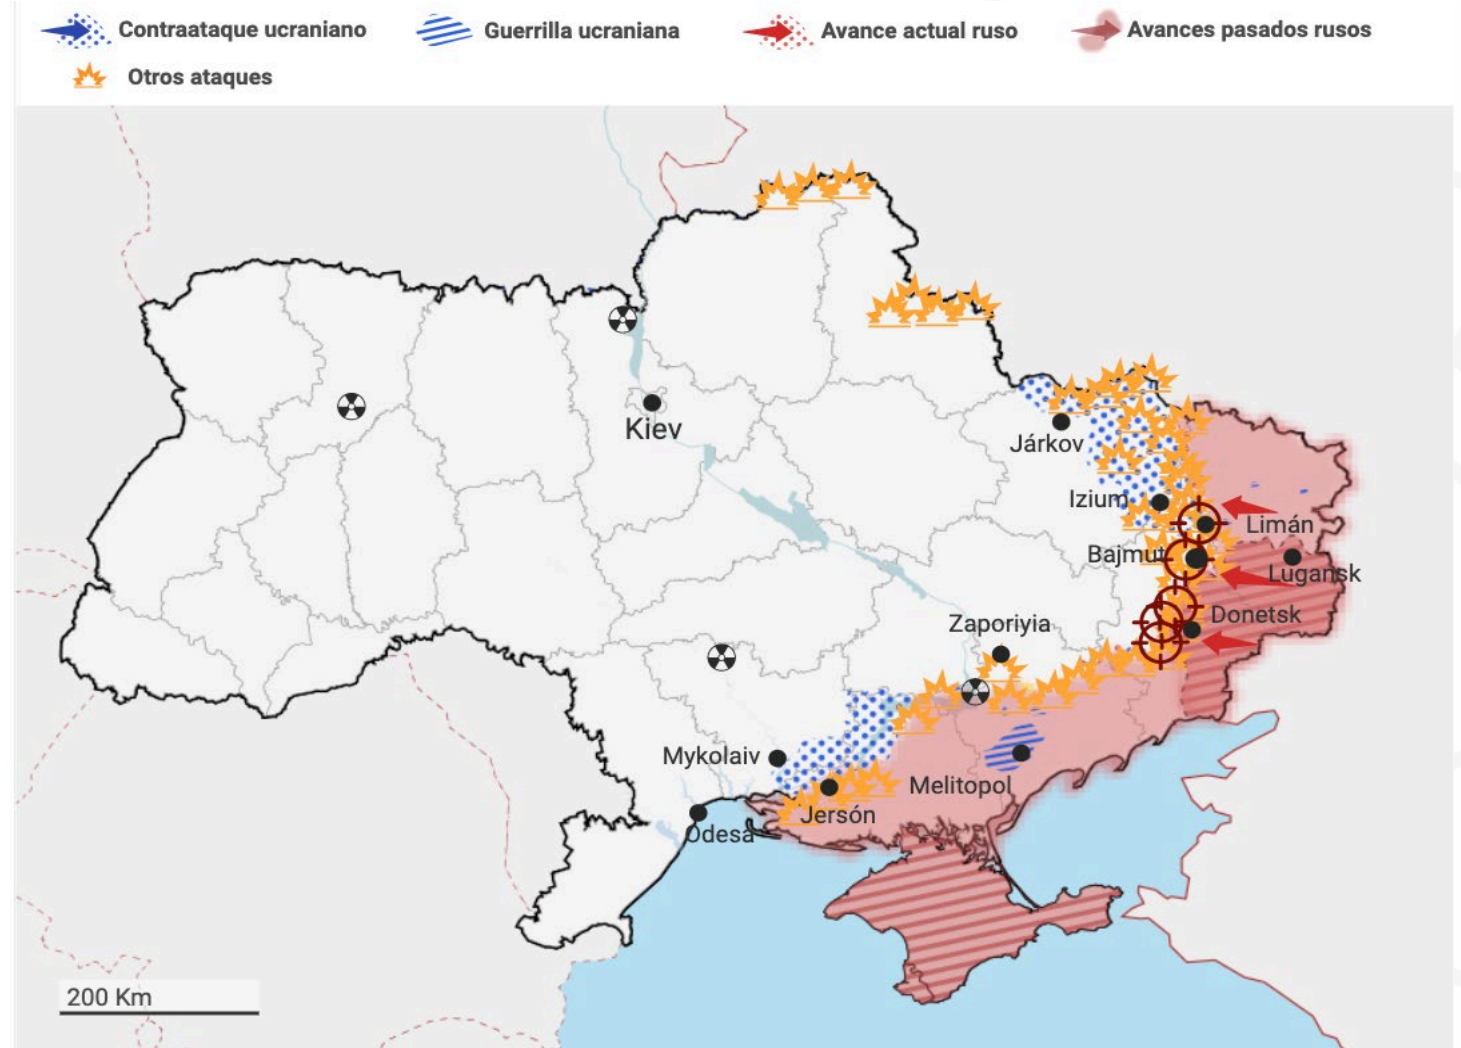 Contraataque ucraniano
Guerrilla ucraniana
Avance actual ruso
Avances pasados rusos
Otros ataques
Kiev
Járkov
Izium
Limán
Bajmut
Lugansk
Donetsk
Zaporiyia
Mykolaiv
Melitopol
Jersón
Odesa
200 Km